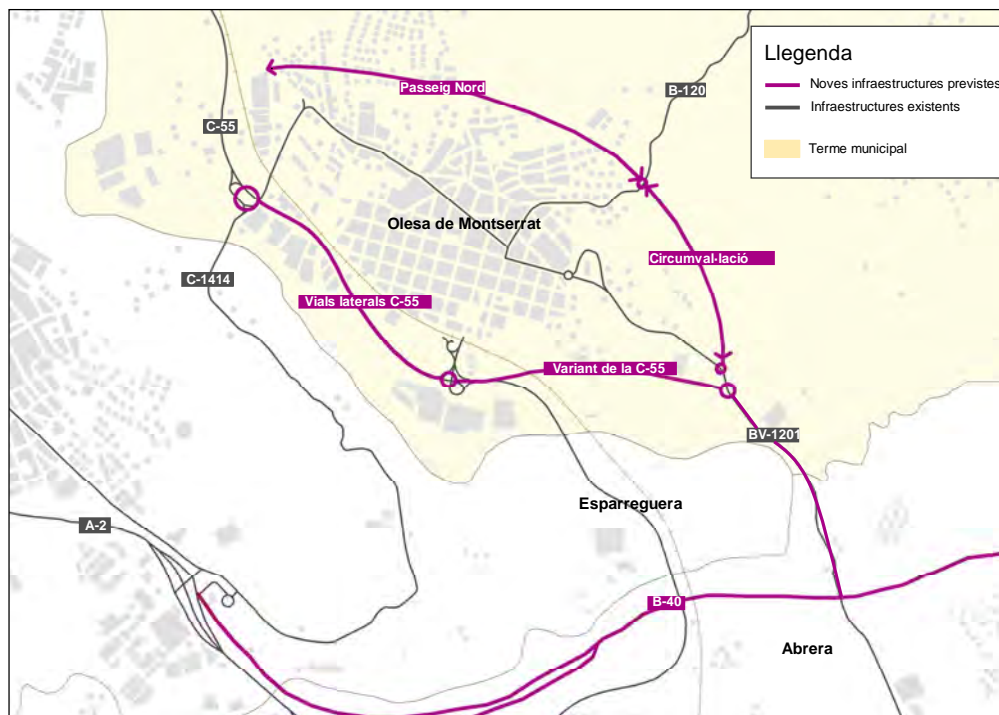 Llegenda
Noves infraestructures previstes
Infraestructures existents
Terme municipal
Passeig Nord
B-120
C-55
Olesa de Montserrat
Circumval·lació
C-1414
Vials laterals C-55
Variant de la C-55
BV-1201
Esparreguera
A-2
B-40
Abrera